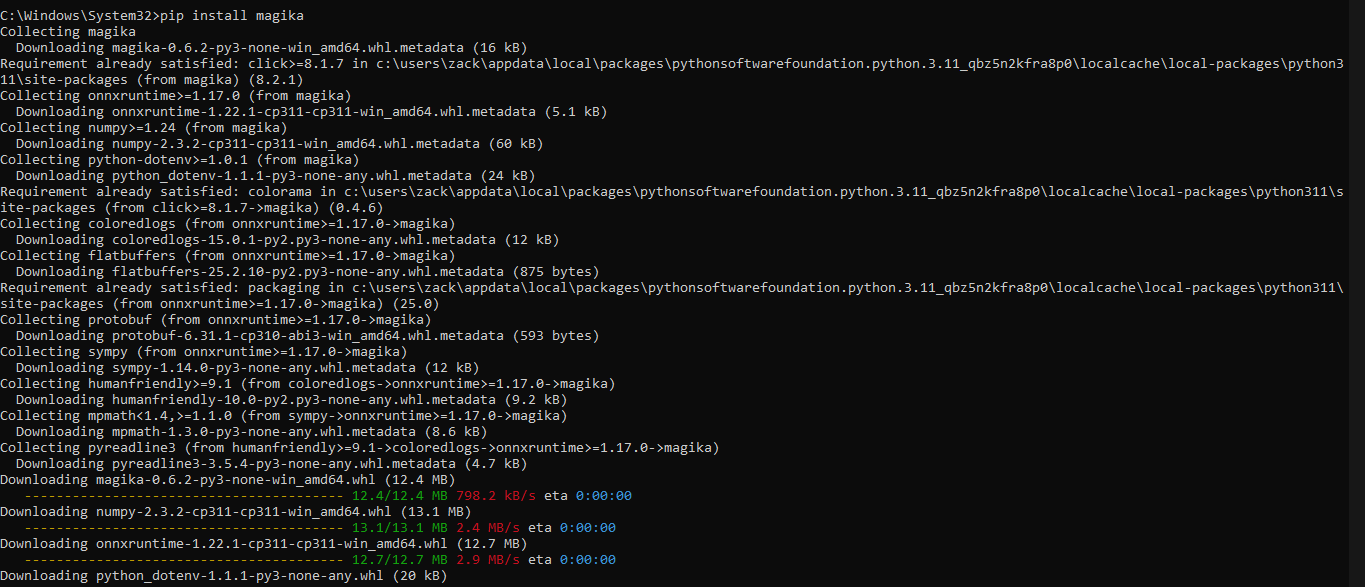 C:\Windows\System32>pip install magika
Collecting magika
  Downloading magika-0.6.2-py3-none-win_amd64.whl.metadata (16 kB)
Requirement already satisfied: click>=8.1.7 in c:\users\zack\appdata\local\packages\pythonsoftwarefoundation.python.3.11_qbz5n2kfra8p0\localcache\local-packages\python3
11\site-packages (from magika) (8.2.1)
Collecting onnxruntime>=1.17.0 (from magika)
  Downloading onnxruntime-1.22.1-cp311-cp311-win_amd64.whl.metadata (5.1 kB)
Collecting numpy>=1.24 (from magika)
  Downloading numpy-2.3.2-cp311-cp311-win_amd64.whl.metadata (60 kB)
Collecting python-dotenv>=1.0.1 (from magika)
  Downloading python_dotenv-1.1.1-py3-none-any.whl.metadata (24 kB)
Requirement already satisfied: colorama in c:\users\zack\appdata\local\packages\pythonsoftwarefoundation.python.3.11_qbz5n2kfra8p0\localcache\local-packages\python311\s
ite-packages (from click>=8.1.7->magika) (0.4.6)
Collecting coloredlogs (from onnxruntime>=1.17.0->magika)
  Downloading coloredlogs-15.0.1-py2.py3-none-any.whl.metadata (12 kB)
Collecting flatbuffers (from onnxruntime>=1.17.0->magika)
  Downloading flatbuffers-25.2.10-py2.py3-none-any.whl.metadata (875 bytes)
Requirement already satisfied: packaging in c:\users\zack\appdata\local\packages\pythonsoftwarefoundation.python.3.11_qbz5n2kfra8p0\localcache\local-packages\python311\
site-packages (from onnxruntime>=1.17.0->magika) (25.0)
Collecting protobuf (from onnxruntime>=1.17.0->magika)
  Downloading protobuf-6.31.1-cp310-abi3-win_amd64.whl.metadata (593 bytes)
Collecting sympy (from onnxruntime>=1.17.0->magika)
  Downloading sympy-1.14.0-py3-none-any.whl.metadata (12 kB)
Collecting humanfriendly>=9.1 (from coloredlogs->onnxruntime>=1.17.0->magika)
  Downloading humanfriendly-10.0-py2.py3-none-any.whl.metadata (9.2 kB)
Collecting mpmath<1.4,>=1.1.0 (from sympy->onnxruntime>=1.17.0->magika)
  Downloading mpmath-1.3.0-py3-none-any.whl.metadata (8.6 kB)
Collecting pyreadline3 (from humanfriendly>=9.1->coloredlogs->onnxruntime>=1.17.0->magika)
  Downloading pyreadline3-3.5.4-py3-none-any.whl.metadata (4.7 kB)
Downloading magika-0.6.2-py3-none-win_amd64.whl (12.4 MB)
   ---------------------------------------- 12.4/12.4 MB 798.2 kB/s eta 0:00:00
Downloading numpy-2.3.2-cp311-cp311-win_amd64.whl (13.1 MB)
   ---------------------------------------- 13.1/13.1 MB 2.4 MB/s eta 0:00:00
Downloading onnxruntime-1.22.1-cp311-cp311-win_amd64.whl (12.7 MB)
   ---------------------------------------- 12.7/12.7 MB 2.9 MB/s eta 0:00:00
Downloading python_dotenv-1.1.1-py3-none-any.whl (20 kB)